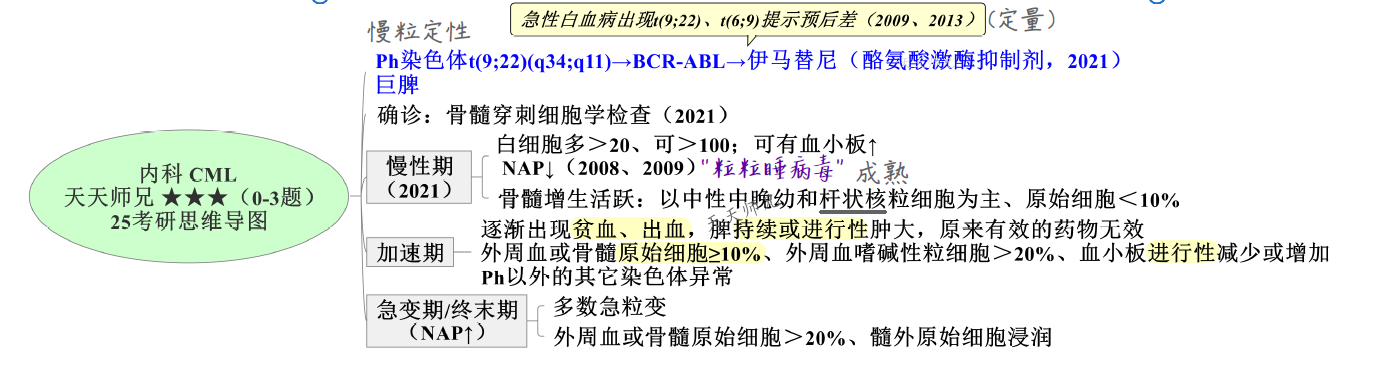 急性白血病出现t(9;22)、t(6;9)提示预后差（2009、2013）
(定量)
慢粒定性
Ph染色体t(9;22)(q34;q11)→BCR-ABL→伊马替尼（酪氨酸激酶抑制剂，2021）
巨脾
确诊：骨髓穿刺细胞学检查（2021）
内科 CML
天天师兄 ★★★（0-3题）
25考研思维导图
慢性期
（2021）
白细胞多＞20、可＞100；可有血小板↑
NAP↓（2008、2009）"粒粒睡病毒" 成熟
骨髓增生活跃：以中性中晚幼和杆状核粒细胞为主、原始细胞＜10%
天天师兄
加速期
逐渐出现贫血、出血，脾持续或进行性肿大，原来有效的药物无效
外周血或骨髓原始细胞≥10%、外周血嗜碱性粒细胞＞20%、血小板进行性减少或增加
Ph以外的其它染色体异常
急变期/终末期
（NAP↑）
多数急粒变
外周血或骨髓原始细胞＞20%、髓外原始细胞浸润